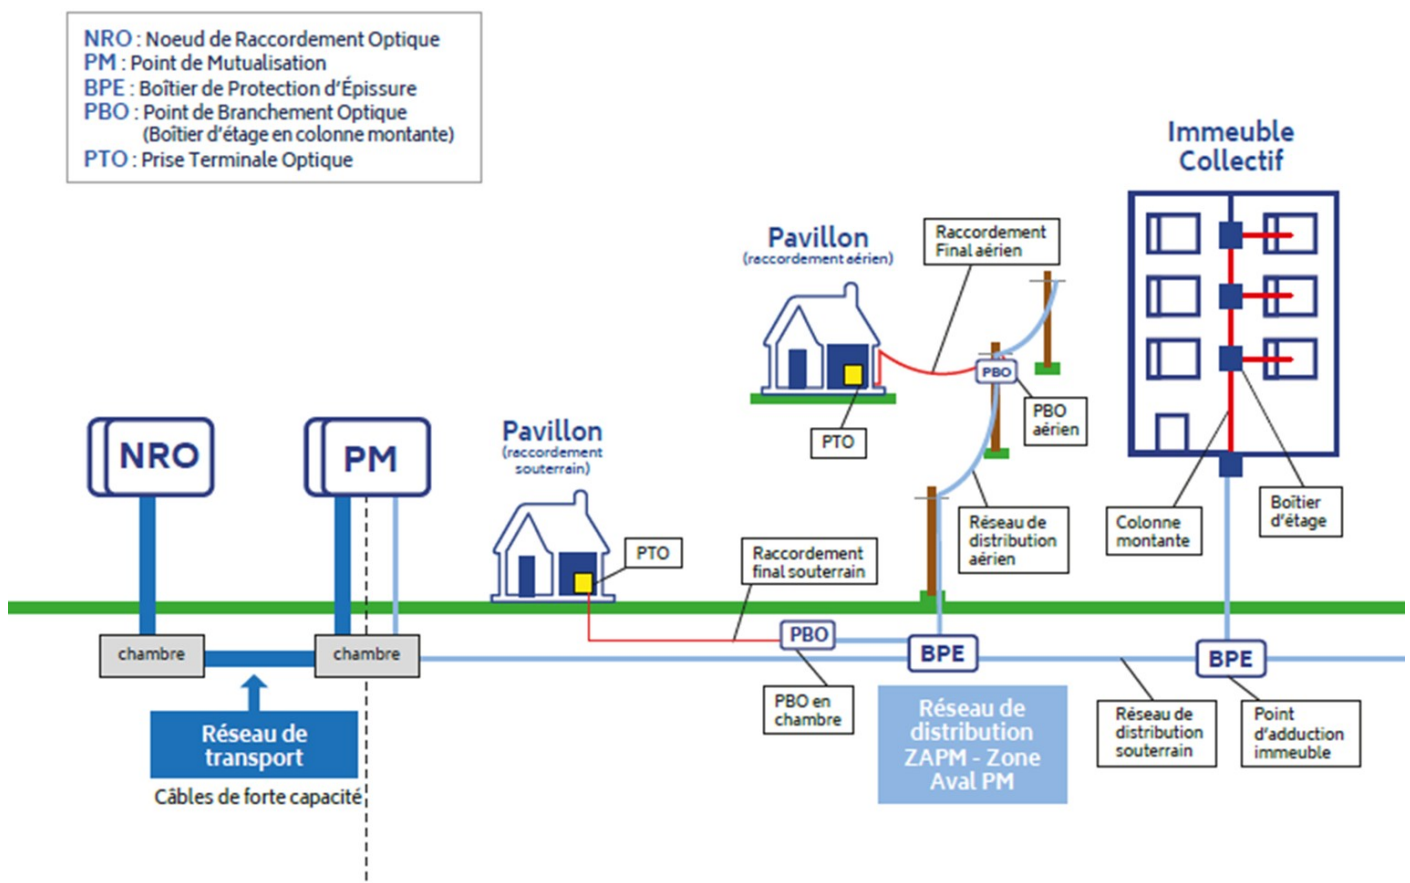 NRO : Noeud de Raccordement Optique
PM : Point de Mutualisation
BPE : Boîtier de Protection d'Épissure
PBO : Point de Branchement Optique
(Boîtier d'étage en colonne montante)
PTO : Prise Terminale Optique
Immeuble
Collectif
Pavillon
(raccordement aérien)
Raccordement
Final aérien
PBO
PBO
aérien
PTO
NRO
PM
Pavillon
(raccordement
souterrain)
PTO
Raccordement
final souterrain
Réseau de
distribution
aérien
Colonne
montante
Boîtier
d'étage
chambre
chambre
PBO
BPE
BPE
PBO en
chambre
Réseau de
transport
Câbles de forte capacité
Réseau de
distribution
ZAPM - Zone
Aval PM
Réseau de
distribution
souterrain
Point
d'adduction
immeuble